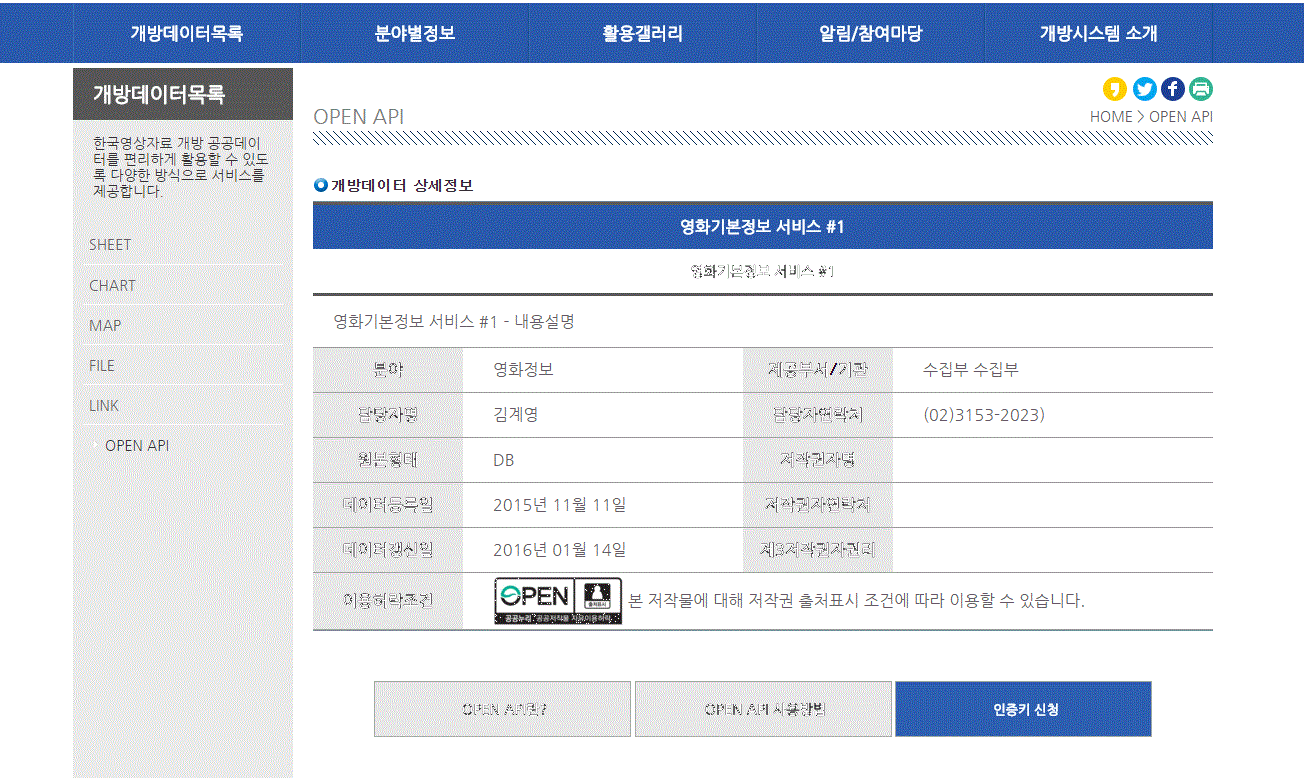 개방데이터목록 분야별정보 활용갤러리 알림/참여마당 개방시스템 소개
개방데이터목록
한국영상자료 개방 공공데이
터를 편리하게 활용할 수 있도
록 다양한 방식으로 서비스를
제공합니다.
SHEET
CHART
MAP
FILE
LINK
OPEN API
OPEN API
HOME > OPEN API
개방데이터 상세정보
영화기본정보 서비스 #1
영화기본정보 서비스 #1
영화기본정보 서비스 #1 - 내용설명
분야 영화정보 제공부서/기관 수집부 수집부
담당자명 김계영 담당자연락처 (02)3153-2023)
원본형태 DB 저작권자명
데이터등록일 2015년 11월 11일 저작권자연락처
데이터갱신일 2016년 01월 14일 제3저작권자권리
이용허락조건 OPEN 출처표시 본 저작물에 대해 저작권 출처표시 조건에 따라 이용할 수 있습니다.
공공누리 공공저작물 자유이용허락
OPEN API란? OPEN API 사용방법 인증키 신청